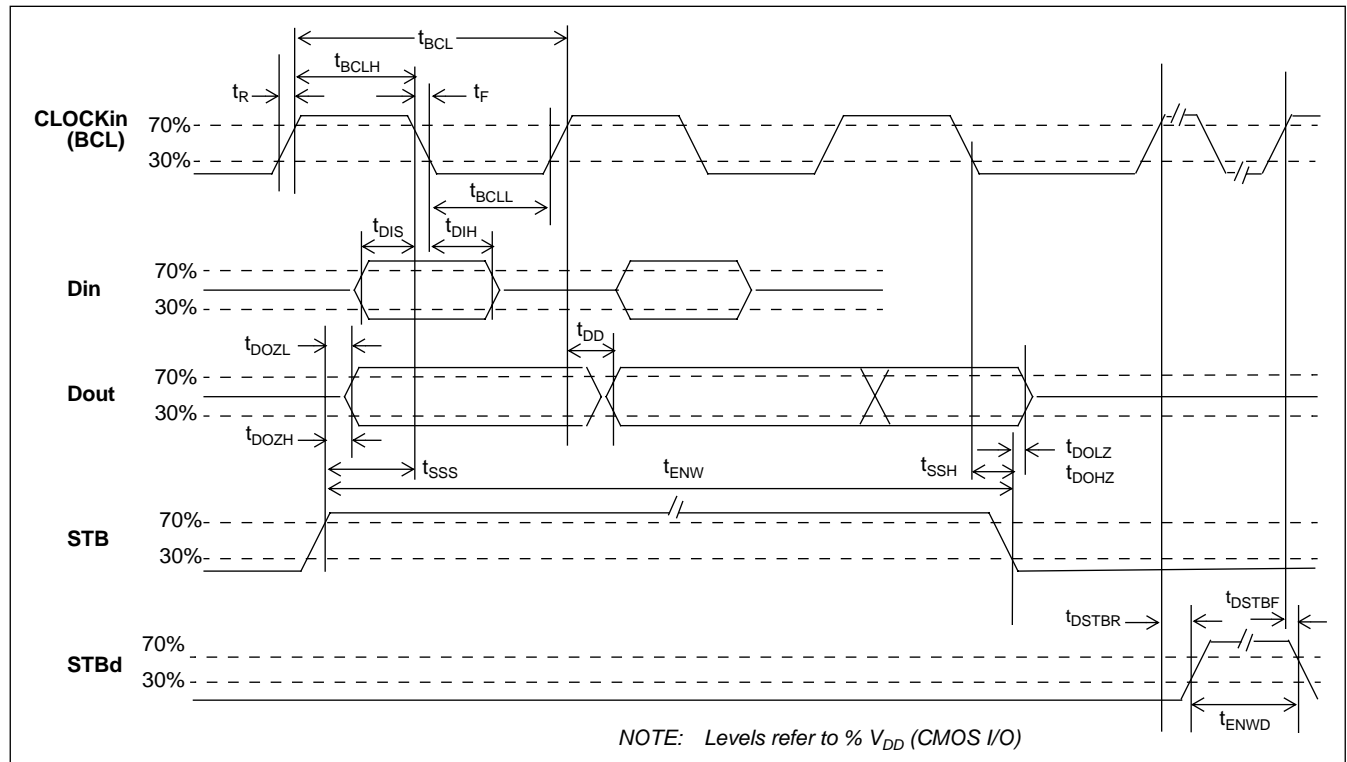 t_BCL
t_BCLH
t_R
t_F
CLOCKin
(BCL)
70%
30%
t_BCLL
t_DIS
t_DIH
70%
Din
30%
t_DOZL
t_DD
70%
Dout
30%
t_DOZH
t_SSS
t_ENW
t_SSH
t_DOLZ
t_DOHZ
70%
STB
30%
t_DSTBR
t_DSTBF
70%
STBd
30%
t_ENWD
NOTE: Levels refer to % V_DD (CMOS I/O)